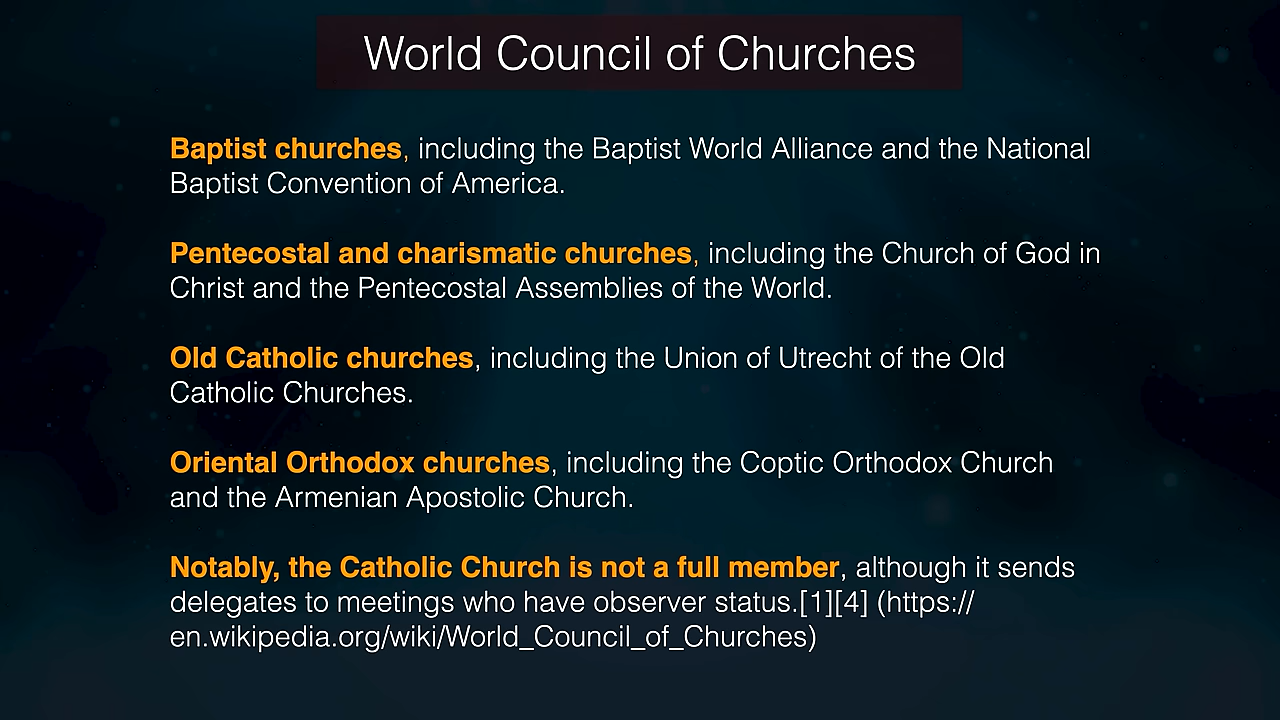 World Council of Churches
Baptist churches, including the Baptist World Alliance and the National
Baptist Convention of America.
Pentecostal and charismatic churches, including the Church of God in
Christ and the Pentecostal Assemblies of the World.
Old Catholic churches, including the Union of Utrecht of the Old
Catholic Churches.
Oriental Orthodox churches, including the Coptic Orthodox Church
and the Armenian Apostolic Church.
Notably, the Catholic Church is not a full member, although it sends
delegates to meetings who have observer status.[1][4] (https://
en.wikipedia.org/wiki/World_Council_of_Churches)